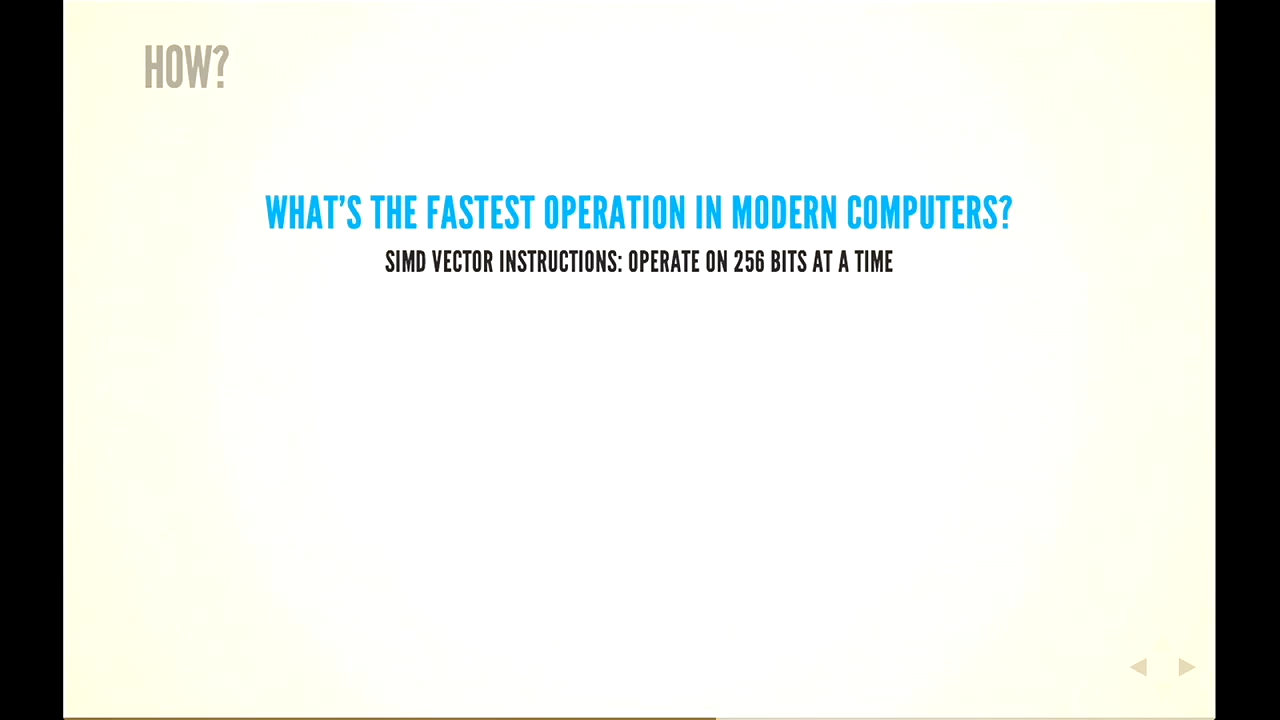 HOW?
WHAT'S THE FASTEST OPERATION IN MODERN COMPUTERS?
SIMD VECTOR INSTRUCTIONS: OPERATE ON 256 BITS AT A TIME